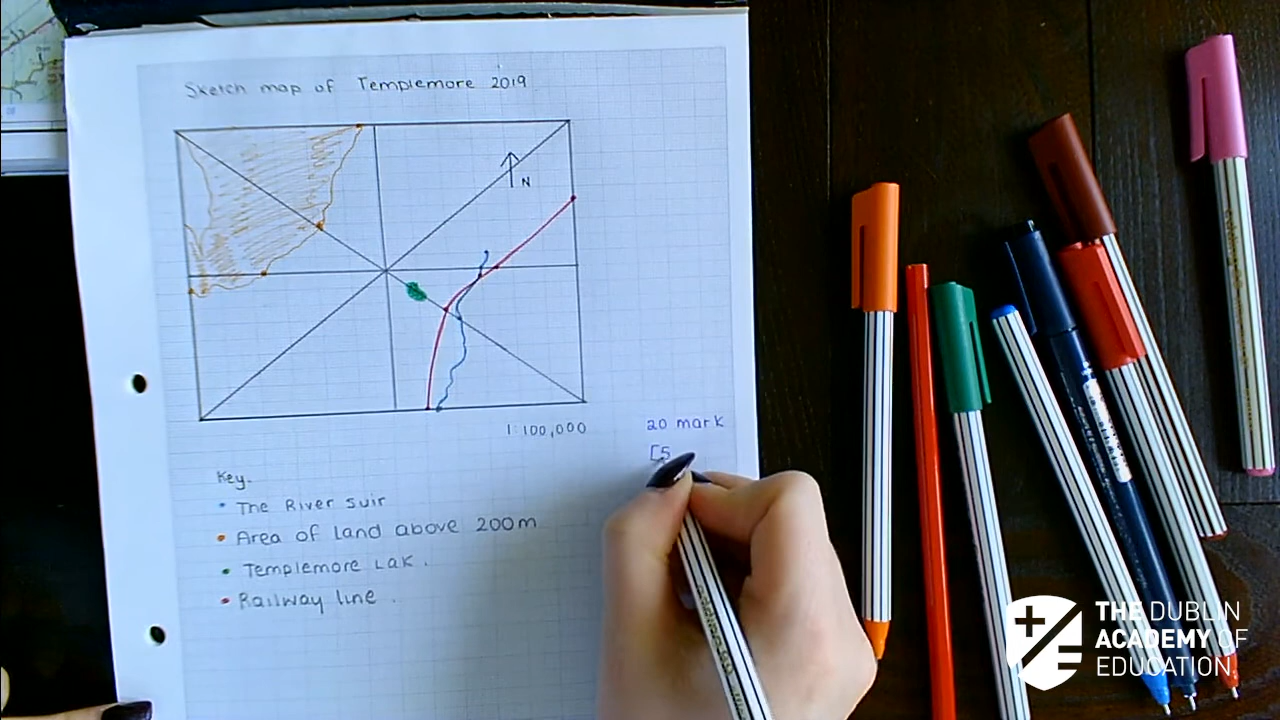 Sketch map of Templemore 2019
N
1:100,000
20 mark
[5
Key.
• The River Suir
• Area of land above 200m
• Templemore Lak.
• Railway line.
THE DUBLIN
ACADEMY OF
EDUCATION